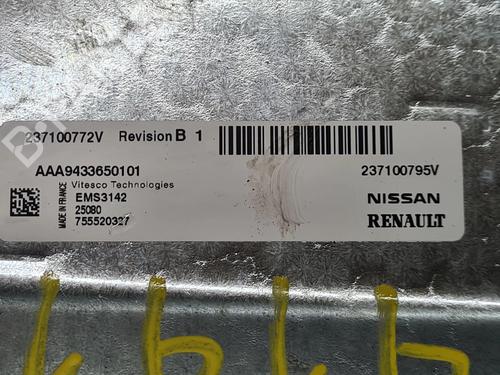 237100772V Revision B 1
AAA9433650101 237100795V
Vitesco Technologies
MADE IN FRANCE
EMS3142 NISSAN
25080 RENAULT
755520327